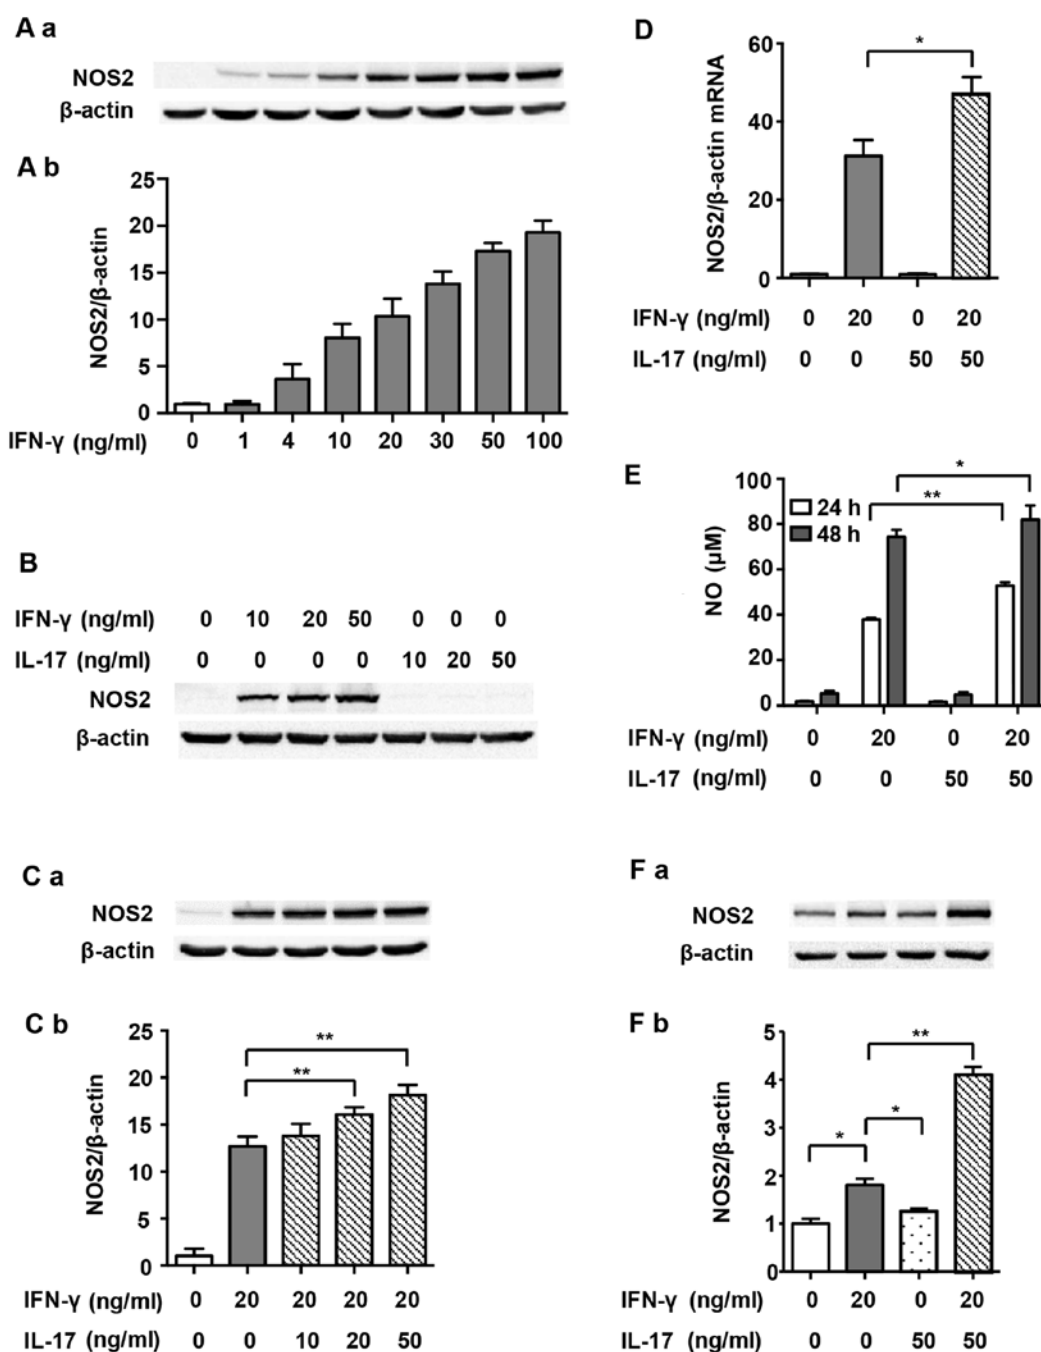 A a
NOS2
β-actin
A b
NOS2/β-actin
25
20
15
10
5
0
IFN-γ (ng/ml) 0 1 4 10 20 30 50 100
B
IFN-γ (ng/ml) 0 10 20 50 0 0 0
IL-17 (ng/ml) 0 0 0 0 10 20 50
NOS2
β-actin
C a
NOS2
β-actin
C b
NOS2/β-actin
25
20
15
10
5
0
**
**
IFN-γ (ng/ml) 0 20 20 20 20
IL-17 (ng/ml) 0 0 10 20 50
D
NOS2/β-actin mRNA
60
40
20
0
*
IFN-γ (ng/ml) 0 20 0 20
IL-17 (ng/ml) 0 0 50 50
E
NO (μM)
100
80
60
40
20
0
24 h
48 h
*
**
IFN-γ (ng/ml) 0 20 0 20
IL-17 (ng/ml) 0 0 50 50
F a
NOS2
β-actin
F b
NOS2/β-actin
5
4
3
2
1
0
**
*
*
IFN-γ (ng/ml) 0 20 0 20
IL-17 (ng/ml) 0 0 50 50